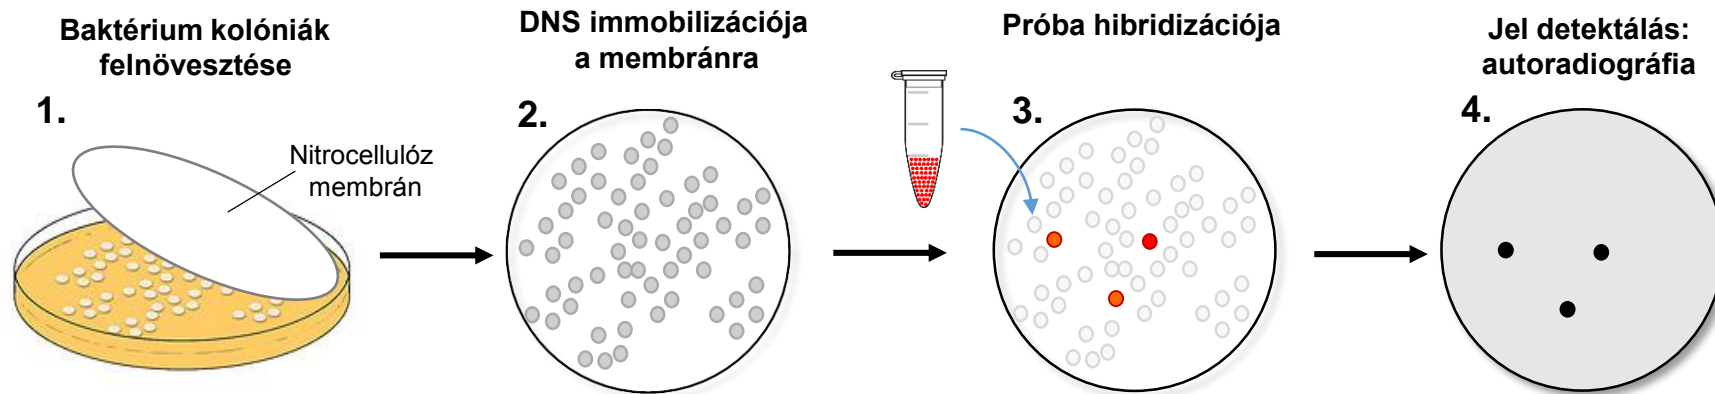 Baktérium kolóniák
felnövesztése
1.
Nitrocellulóz
membrán
DNS immobilizációja
a membránra
2.
Próba hibridizációja
3.
Jel detektálás:
autoradiográfia
4.